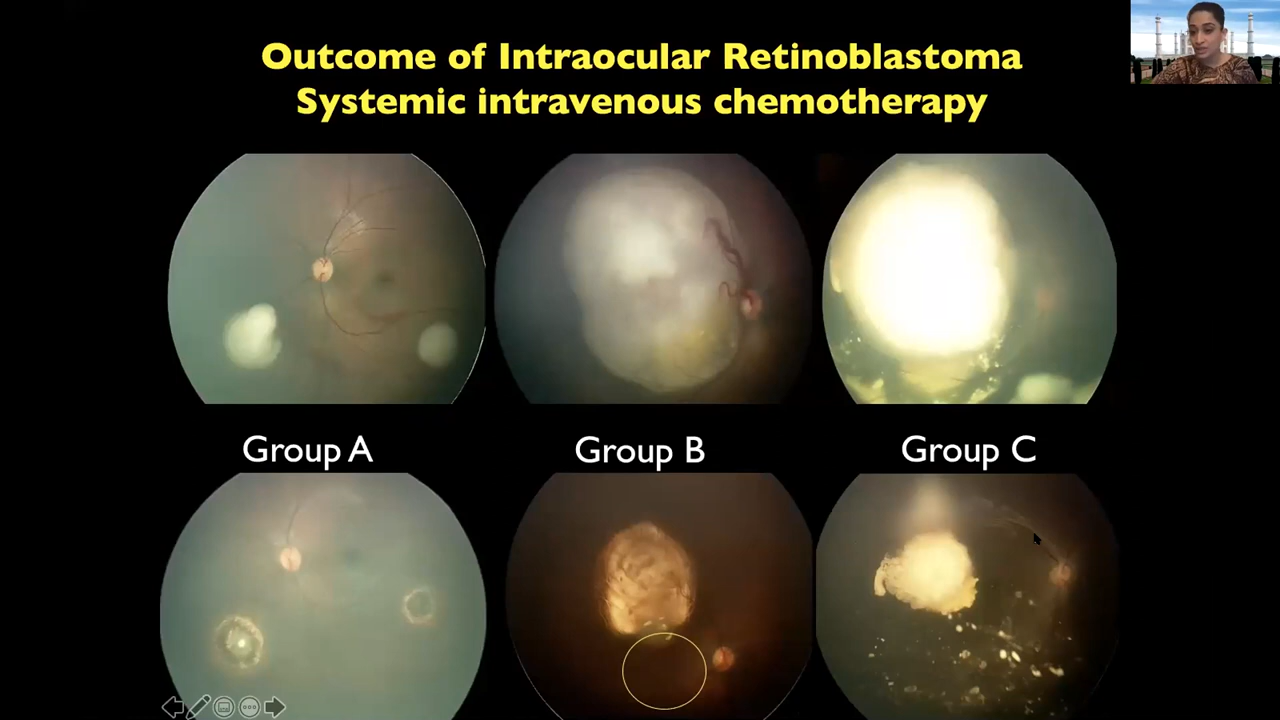 Outcome of Intraocular Retinoblastoma
Systemic intravenous chemotherapy
Group A
Group B
Group C